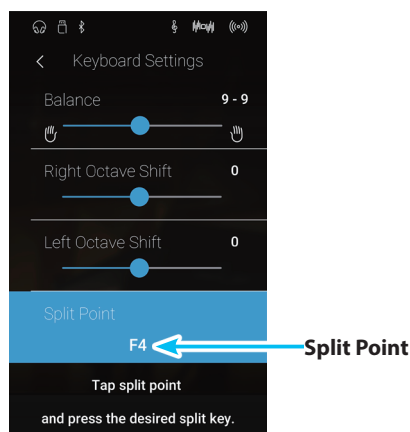 Keyboard Settings
Balance 9 - 9
Right Octave Shift 0
Left Octave Shift 0
Split Point
F4
Split Point
Tap split point
and press the desired split key.